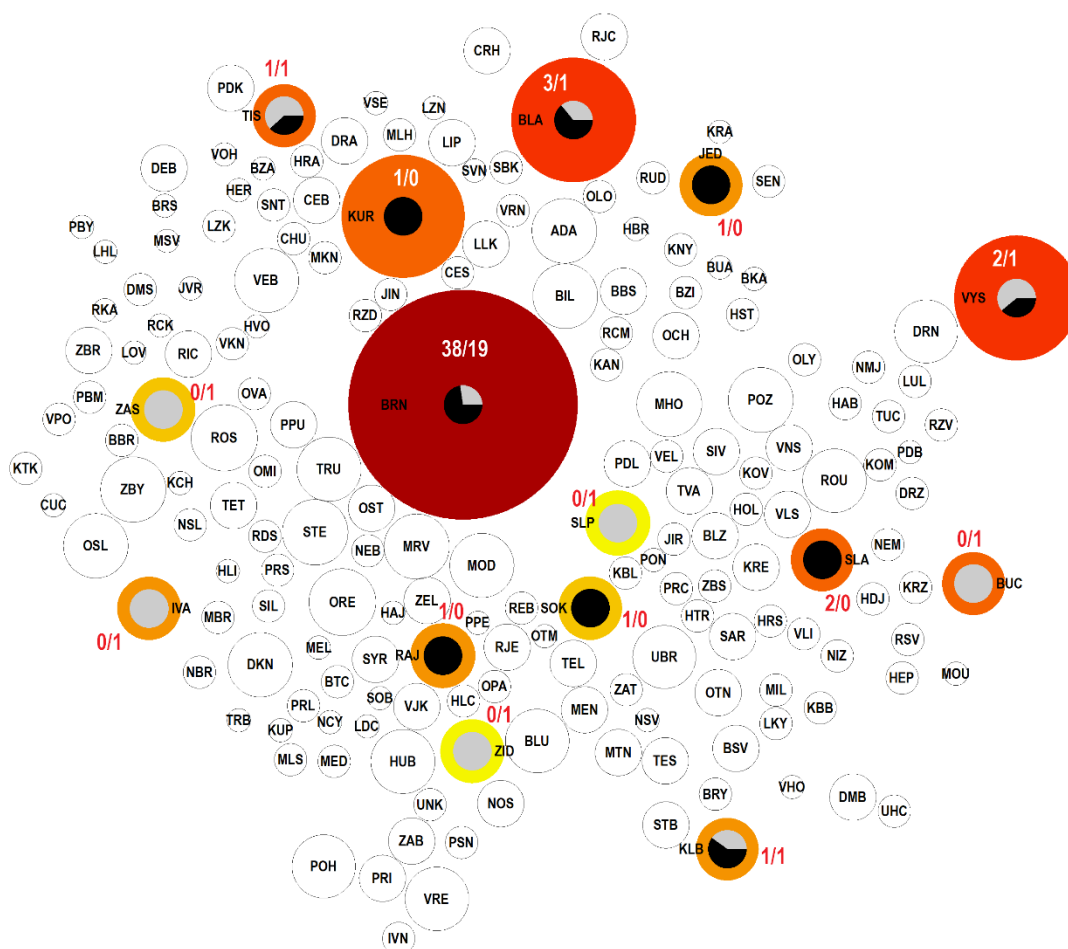 CRH
RJC
1/1
3/1
PDK
TIS
VSE
LZN
BLA
KRA
DRA
MLH
LIP
JED
VOH
BZA
HRA
SVN
SBK
RUD
SEN
DEB
1/0
HER
KUR
BRS
SNT
CEB
VRN
OLO
1/0
PBY
LZK
MSV
LHL
CHU
MKN
LLK
ADA
HBR
KNY
2/1
DMS
JVR
VEB
CES
BUA
BKA
JIN
BIL
BBS
BZI
VYS
RKA
RCK
HVO
RZD
HST
ZBR
LOV
RIC
VKN
38/19
RCM
OCH
DRN
KAN
OLY
NMJ
LUL
PBM
0/1
OVA
BRN
MHO
POZ
HAB
VPO
ZAS
TUC
RZV
BBR
ROS
PPU
KTK
OMI
TRU
PDL
VEL
SIV
VNS
KOM
PDB
ZBY
KCH
KOV
ROU
CUC
TET
OST
0/1
TVA
DRZ
NSL
SLP
HOL
VLS
OSL
RDS
STE
NEB
MRV
JIR
BLZ
NEM
0/1
HLI
PRS
MOD
KBL
PON
PRC
ZBS
KRE
SLA
BUC
IVA
SIL
ORE
HAJ
ZEL
REB
SOK
HTR
2/0
HDJ
KRZ
0/1
MBR
1/0
PPE
OTM
1/0
SAR
HRS
VLI
RSV
NBR
DKN
MEL
SYR
RAJ
RJE
TEL
UBR
NIZ
HEP
MOU
BTC
SOB
HLC
OPA
ZAT
OTN
MIL
KBB
TRB
PRL
VJK
0/1
MEN
NSV
LKY
KUP
NCY
LDC
MLS
MED
HUB
ZID
BLU
MTN
TES
BSV
UNK
NOS
BRY
VHO
DMB
UHC
ZAB
PSN
STB
KLB
1/1
POH
PRI
VRE
IVN